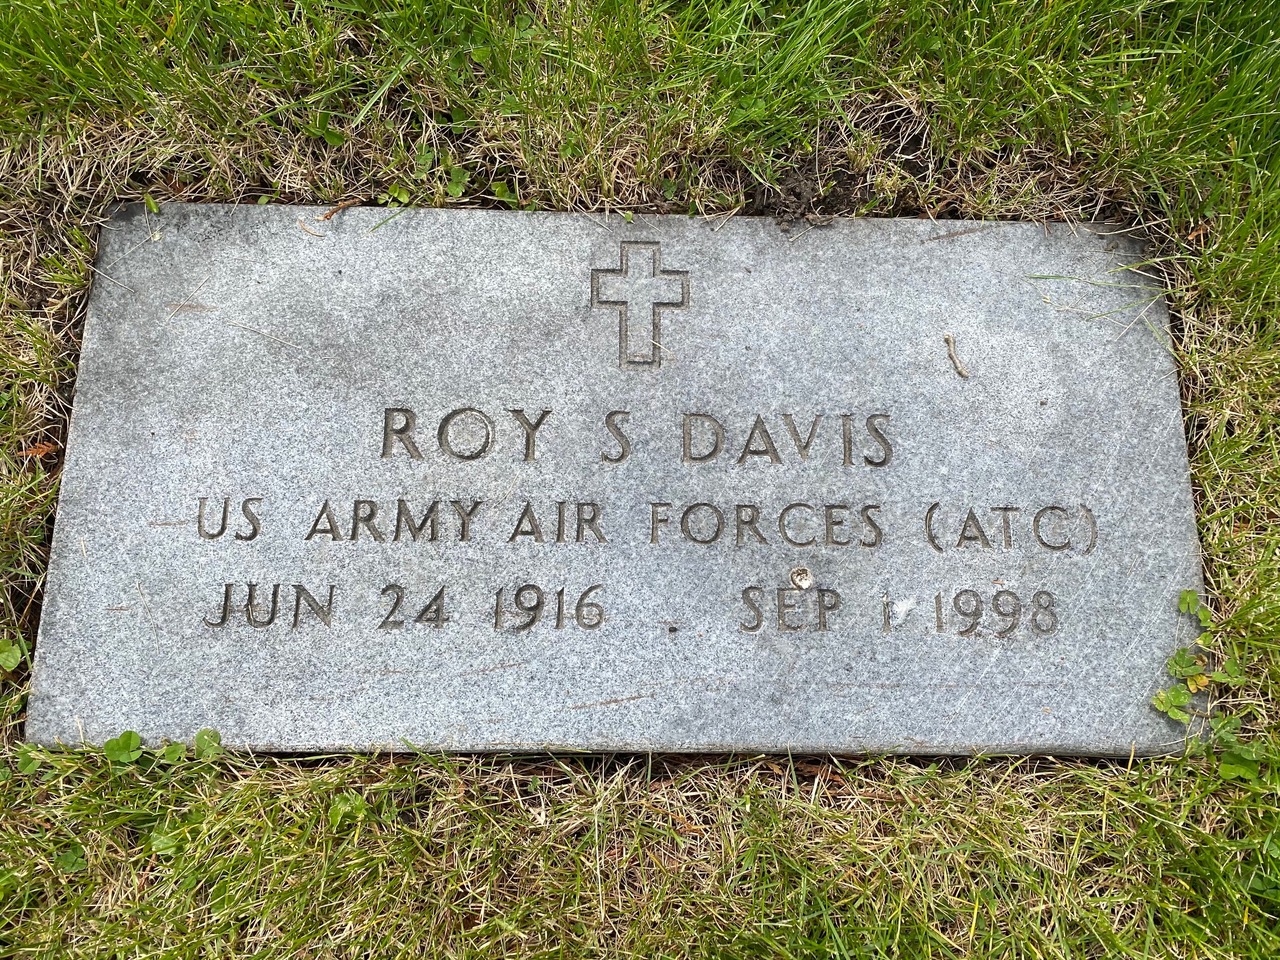 ROY S DAVIS
US ARMY AIR FORCES (ATC)
JUN 24 1916 SEP 1 1998